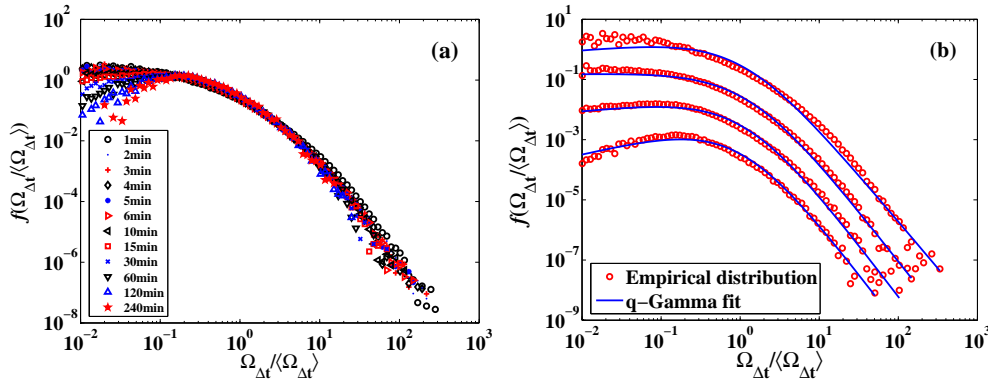 (a)
10^2
10^0
10^−2
10^−4
10^−6
10^−8
f(Ω_Δt/⟨Ω_Δt⟩)
1min
2min
3min
4min
5min
6min
10min
15min
30min
60min
120min
240min
10^−2 10^−1 10^0 10^1 10^2 10^3
Ω_Δt/⟨Ω_Δt⟩
(b)
10^1
10^−1
10^−3
10^−5
10^−7
10^−9
f(Ω_Δt/⟨Ω_Δt⟩)
Empirical distribution
q−Gamma fit
10^−2 10^−1 10^0 10^1 10^2 10^3
Ω_Δt/⟨Ω_Δt⟩